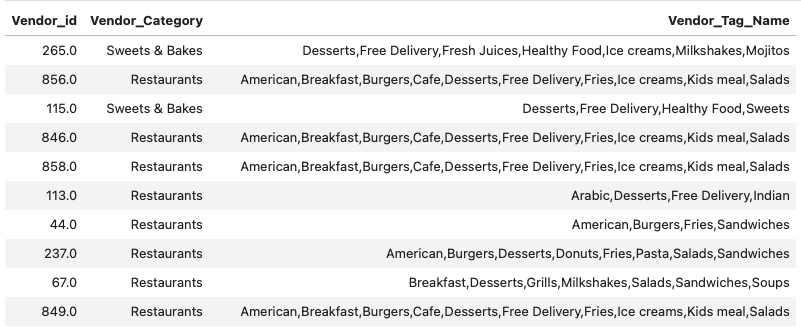 Vendor_id Vendor_Category Vendor_Tag_Name
265.0 Sweets & Bakes Desserts,Free Delivery,Fresh Juices,Healthy Food,Ice creams,Milkshakes,Mojitos
856.0 Restaurants American,Breakfast,Burgers,Cafe,Desserts,Free Delivery,Fries,Ice creams,Kids meal,Salads
115.0 Sweets & Bakes Desserts,Free Delivery,Healthy Food,Sweets
846.0 Restaurants American,Breakfast,Burgers,Cafe,Desserts,Free Delivery,Fries,Ice creams,Kids meal,Salads
858.0 Restaurants American,Breakfast,Burgers,Cafe,Desserts,Free Delivery,Fries,Ice creams,Kids meal,Salads
113.0 Restaurants Arabic,Desserts,Free Delivery,Indian
44.0 Restaurants American,Burgers,Fries,Sandwiches
237.0 Restaurants American,Burgers,Desserts,Donuts,Fries,Pasta,Salads,Sandwiches
67.0 Restaurants Breakfast,Desserts,Grills,Milkshakes,Salads,Sandwiches,Soups
849.0 Restaurants American,Breakfast,Burgers,Cafe,Desserts,Free Delivery,Fries,Ice creams,Kids meal,Salads